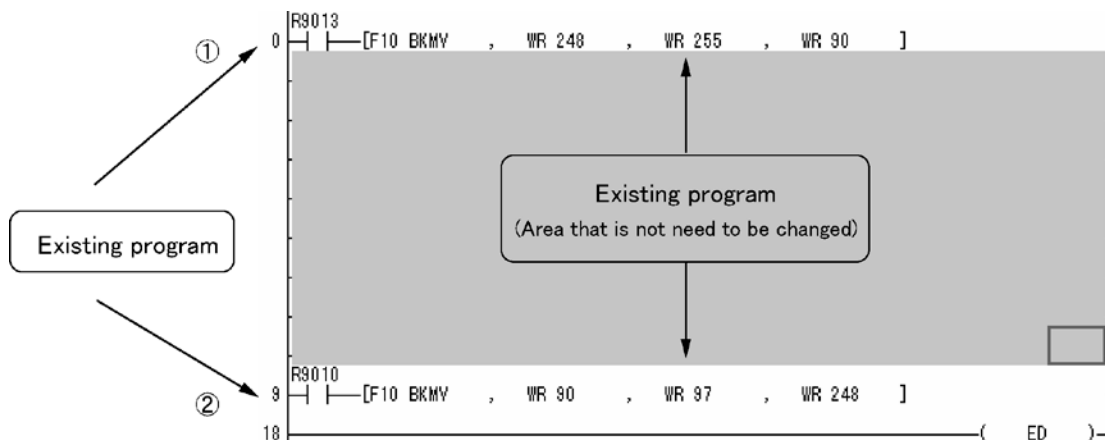 R9013
① 0 [F10 BKMV , WR 248 , WR 255 , WR 90 ]
Existing program
(Area that is not need to be changed)
Existing program
R9010
② 9 [F10 BKMV , WR 90 , WR 97 , WR 248 ]
18 ( ED )